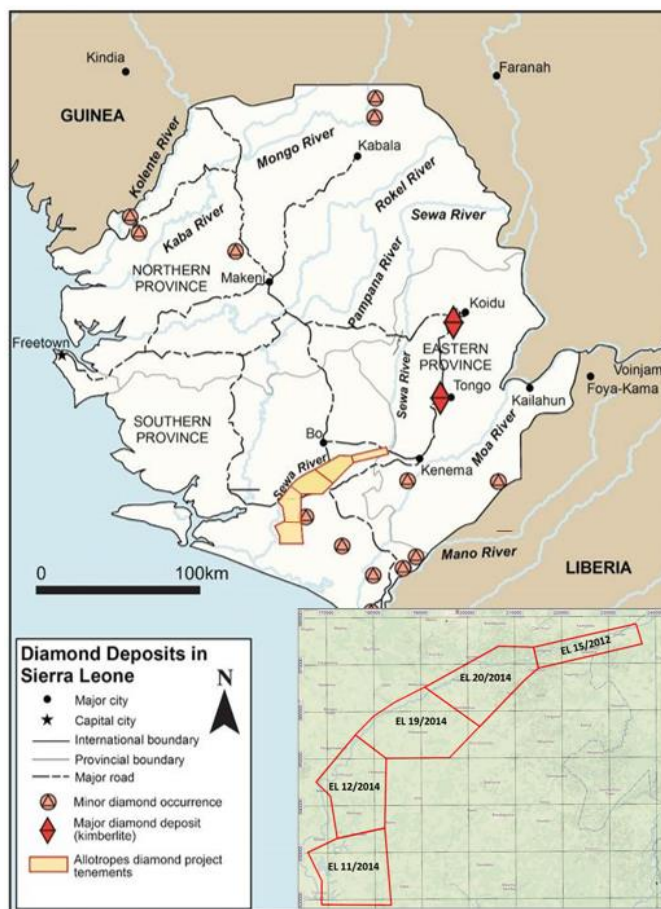 Kindia
Faranah
GUINEA
Kolente River
Mongo River
Kabala
Rokel River
Kaba River
Sewa River
NORTHERN
PROVINCE
Makeni
Pampana River
Koidu
Freetown
EASTERN
PROVINCE
Sewa River
Tongo
Voinjam
Foya-Kama
Kailahun
SOUTHERN
PROVINCE
Bo
Moa River
Sewa River
Kenema
Mano River
0 100km
LIBERIA
Diamond Deposits in
Sierra Leone
N
Major city
Capital city
International boundary
Provincial boundary
Major road
Minor diamond occurrence
Major diamond deposit
(kimberlite)
Allotropes diamond project
tenements
EL 15/2012
EL 20/2014
EL 19/2014
EL 12/2014
EL 11/2014